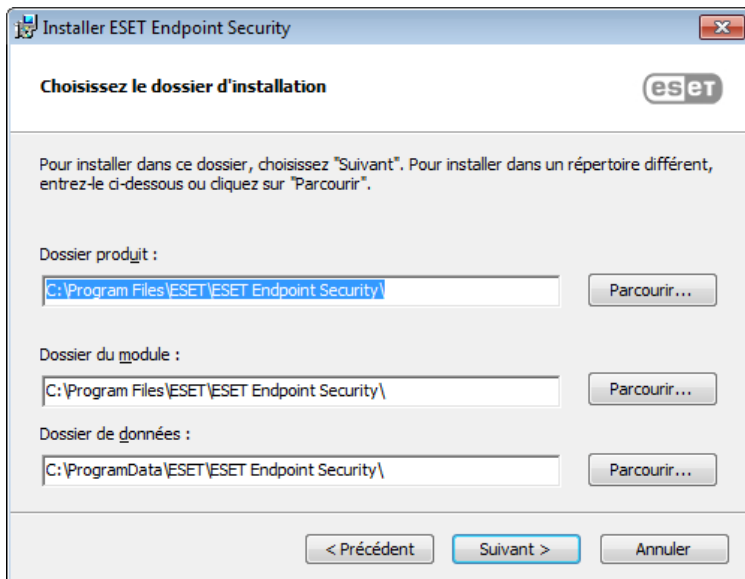 Installer ESET Endpoint Security
Choisissez le dossier d'installation
eseT
Pour installer dans ce dossier, choisissez "Suivant". Pour installer dans un répertoire différent,
entrez-le ci-dessous ou cliquez sur "Parcourir".
Dossier produit :
C:\Program Files\ESET\ESET Endpoint Security\
Parcourir...
Dossier du module :
C:\Program Files\ESET\ESET Endpoint Security\
Parcourir...
Dossier de données :
C:\ProgramData\ESET\ESET Endpoint Security\
Parcourir...
< Précédent
Suivant >
Annuler